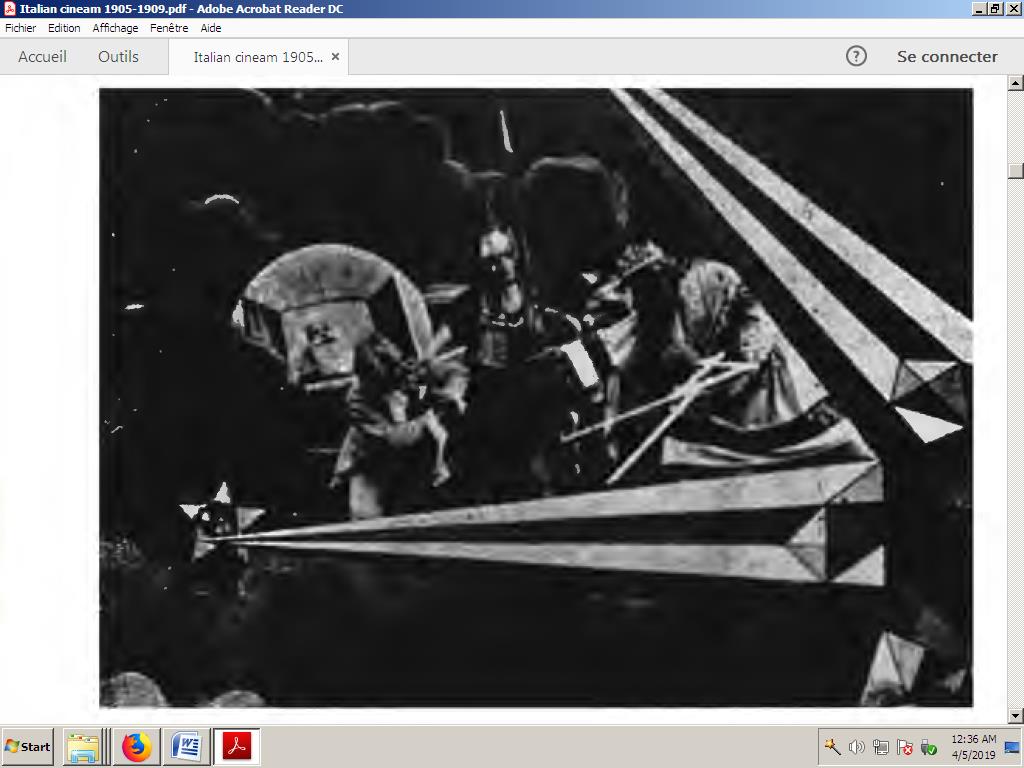 Italian cineam 1905-1909.pdf - Adobe Acrobat Reader DC
Fichier Edition Affichage Fenêtre Aide
Accueil Outils Italian cineam 1905... × ? Se connecter
Start 12:36 AM
4/5/2019